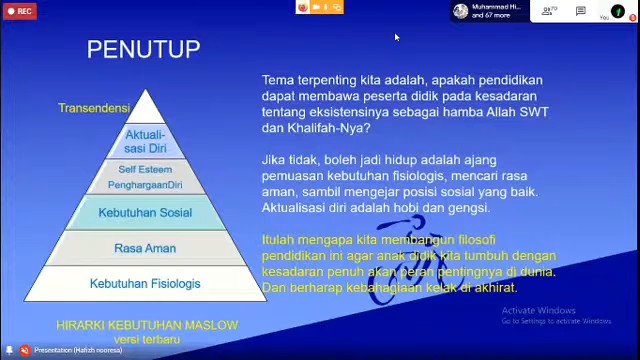 REC
Muhammad Hi...
and 67 more
70
YOU
PENUTUP
Transendensi
Aktuali-
sasi Diri
Self Esteem
PenghargaanDiri
Kebutuhan Sosial
Rasa Aman
Kebutuhan Fisiologis
HIRARKI KEBUTUHAN MASLOW
versi terbaru
Tema terpenting kita adalah, apakah pendidikan
dapat membawa peserta didik pada kesadaran
tentang eksistensinya sebagai hamba Allah SWT
dan Khalifah-Nya?
Jika tidak, boleh jadi hidup adalah ajang
pemuasan kebutuhan fisiologis, mencari rasa
aman, sambil mengejar posisi sosial yang baik.
Aktualisasi diri adalah hobi dan gengsi.
Itulah mengapa kita membangun filosofi
pendidikan ini agar anak didik kita tumbuh dengan
kesadaran penuh akan peran pentingnya di dunia.
Dan berharap kebahagiaan kelak di akhirat.
Activate Windows
Go to Settings to activate Windows.
Presentation (Hafizh nooresa)